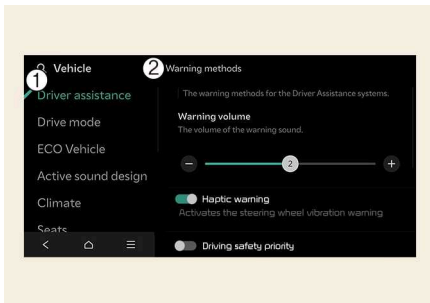 Vehicle
1
Driver assistance
Drive mode
ECO Vehicle
Active sound design
Climate
Seats
2 Warning methods
The warning methods for the Driver Assistance systems.
Warning volume
The volume of the warning sound.
2
Haptic warning
Activates the steering wheel vibration warning
Driving safety priority